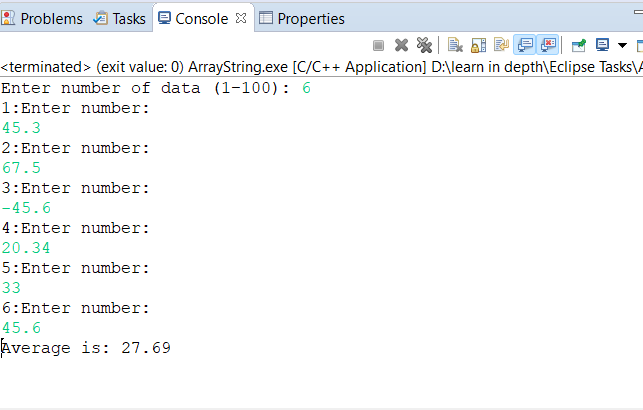 Problems Tasks Console Properties
<terminated> (exit value: 0) ArrayString.exe [C/C++ Application] D:\learn in depth\Eclipse Tasks\A
Enter number of data (1-100): 6
1:Enter number:
45.3
2:Enter number:
67.5
3:Enter number:
-45.6
4:Enter number:
20.34
5:Enter number:
33
6:Enter number:
45.6
Average is: 27.69